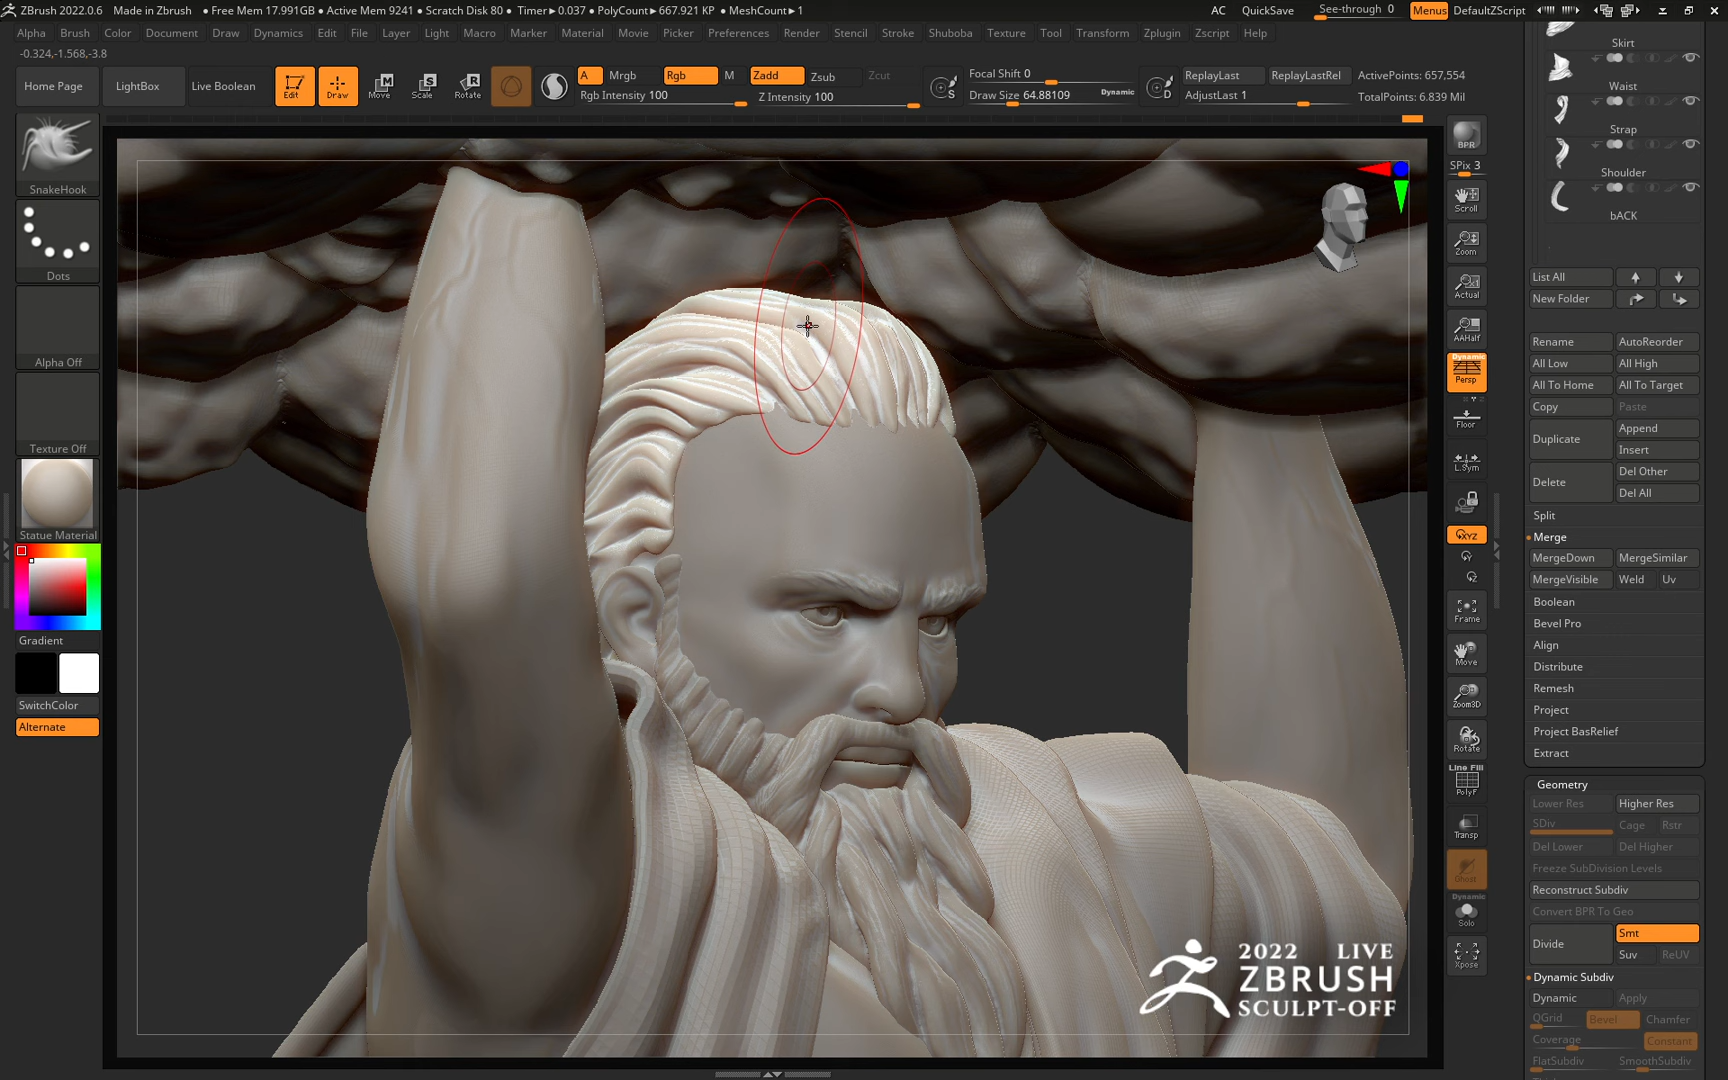 ZBrush 2022.0.6 Made in Zbrush • Free Mem 17.991GB • Active Mem 9241 • Scratch Disk 80 • Timer▶0.037 • PolyCount▶667.921 KP • MeshCount▶1 AC QuickSave See-through 0 Menus DefaultZScript
Alpha Brush Color Document Draw Dynamics Edit File Layer Light Macro Marker Material Movie Picker Preferences Render Stencil Stroke Shuboba Texture Tool Transform Zplugin Zscript Help
-0.324,-1.568,-3.8
Home Page LightBox Live Boolean Edit Draw Move Scale Rotate
A Mrgb Rgb M Zadd Zsub Zcut
Rgb Intensity 100 Z Intensity 100
S Focal Shift 0
Draw Size 64.88109 Dynamic
D ReplayLast ReplayLastRel ActivePoints: 657,554
AdjustLast 1 TotalPoints: 6.839 Mil
SnakeHook
Dots
Alpha Off
Texture Off
Statue Material
Gradient
SwitchColor
Alternate
BPR
SPix 3
Scroll
Zoom
Actual
AAHalf
Dynamic
Persp
Floor
L.Sym
XYZ
Frame
Move
Zoom3D
Rotate
Line Fill
PolyF
Transp
Ghost
Dynamic
Solo
Xpose
Skirt
Waist
Strap
Shoulder
bACK
List All
New Folder
Rename AutoReorder
All Low All High
All To Home All To Target
Copy Paste
Duplicate Append
Insert
Delete Del Other
Del All
Split
Merge
MergeDown MergeSimilar
MergeVisible Weld Uv
Boolean
Bevel Pro
Align
Distribute
Remesh
Project
Project BasRelief
Extract
Geometry
Lower Res Higher Res
SDiv Cage Rstr
Del Lower Del Higher
Freeze SubDivision Levels
Reconstruct Subdiv
Convert BPR To Geo
Divide Smt
Suv ReUV
Dynamic Subdiv
Dynamic Apply
QGrid Bevel Chamfer
Coverage Constant
FlatSubdiv SmoothSubdiv
2022 LIVE
ZBRUSH
SCULPT-OFF